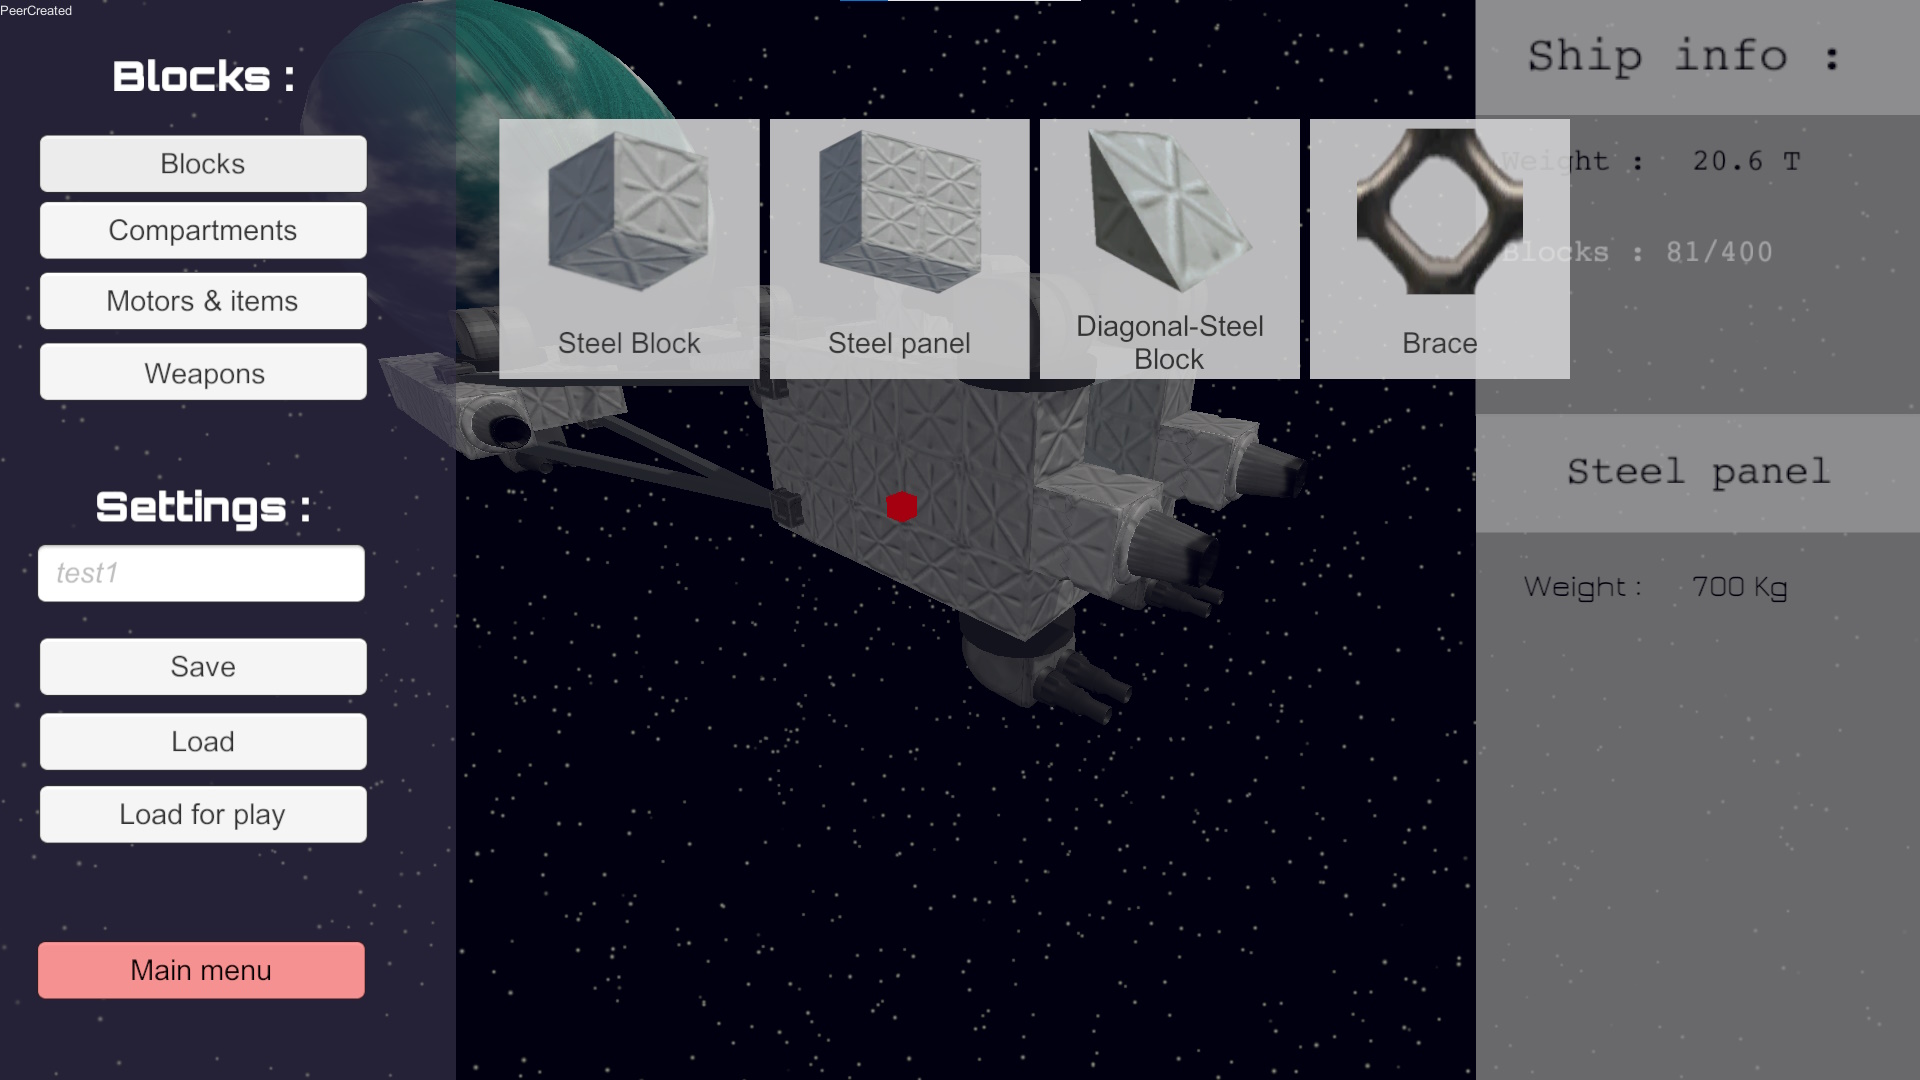 PeerCreated
Blocks :
Blocks
Compartments
Motors & items
Weapons
Settings :
test1
Save
Load
Load for play
Main menu
Steel Block
Steel panel
Diagonal-Steel
Block
Brace
Ship info :
Weight : 20.6 T
Blocks : 81/400
Steel panel
Weight : 700 Kg